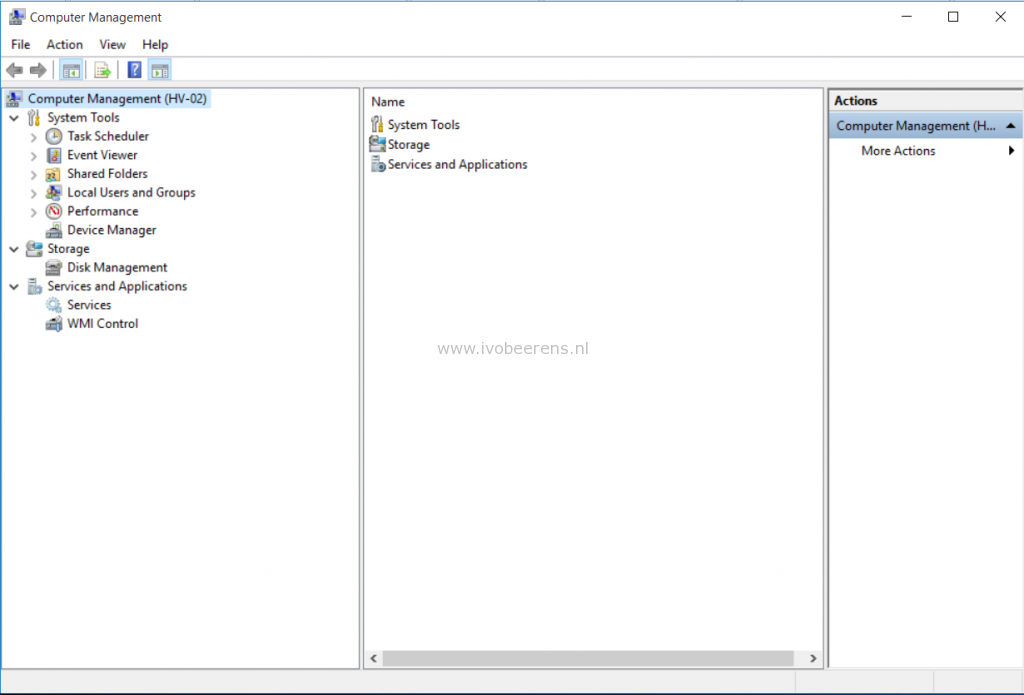 Computer Management
File Action View Help
Computer Management (HV-02)
System Tools
Task Scheduler
Event Viewer
Shared Folders
Local Users and Groups
Performance
Device Manager
Storage
Disk Management
Services and Applications
Services
WMI Control
Name
System Tools
Storage
Services and Applications
www.ivobeerens.nl
Actions
Computer Management (H...
More Actions